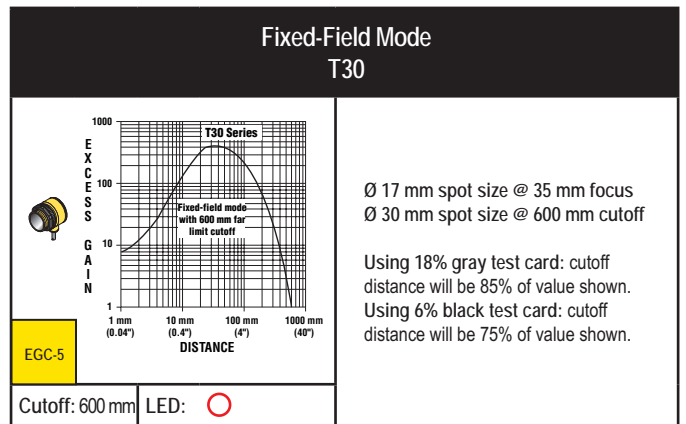 Fixed-Field Mode
T30
EXCESS GAIN
1000
100
10
1
T30 Series
Fixed-field mode
with 600 mm far
limit cutoff
1 mm
(0.04")
10 mm
(0.4")
100 mm
(4")
1000 mm
(40")
DISTANCE
EGC-5
Ø 17 mm spot size @ 35 mm focus
Ø 30 mm spot size @ 600 mm cutoff
Using 18% gray test card: cutoff
distance will be 85% of value shown.
Using 6% black test card: cutoff
distance will be 75% of value shown.
Cutoff: 600 mm
LED: